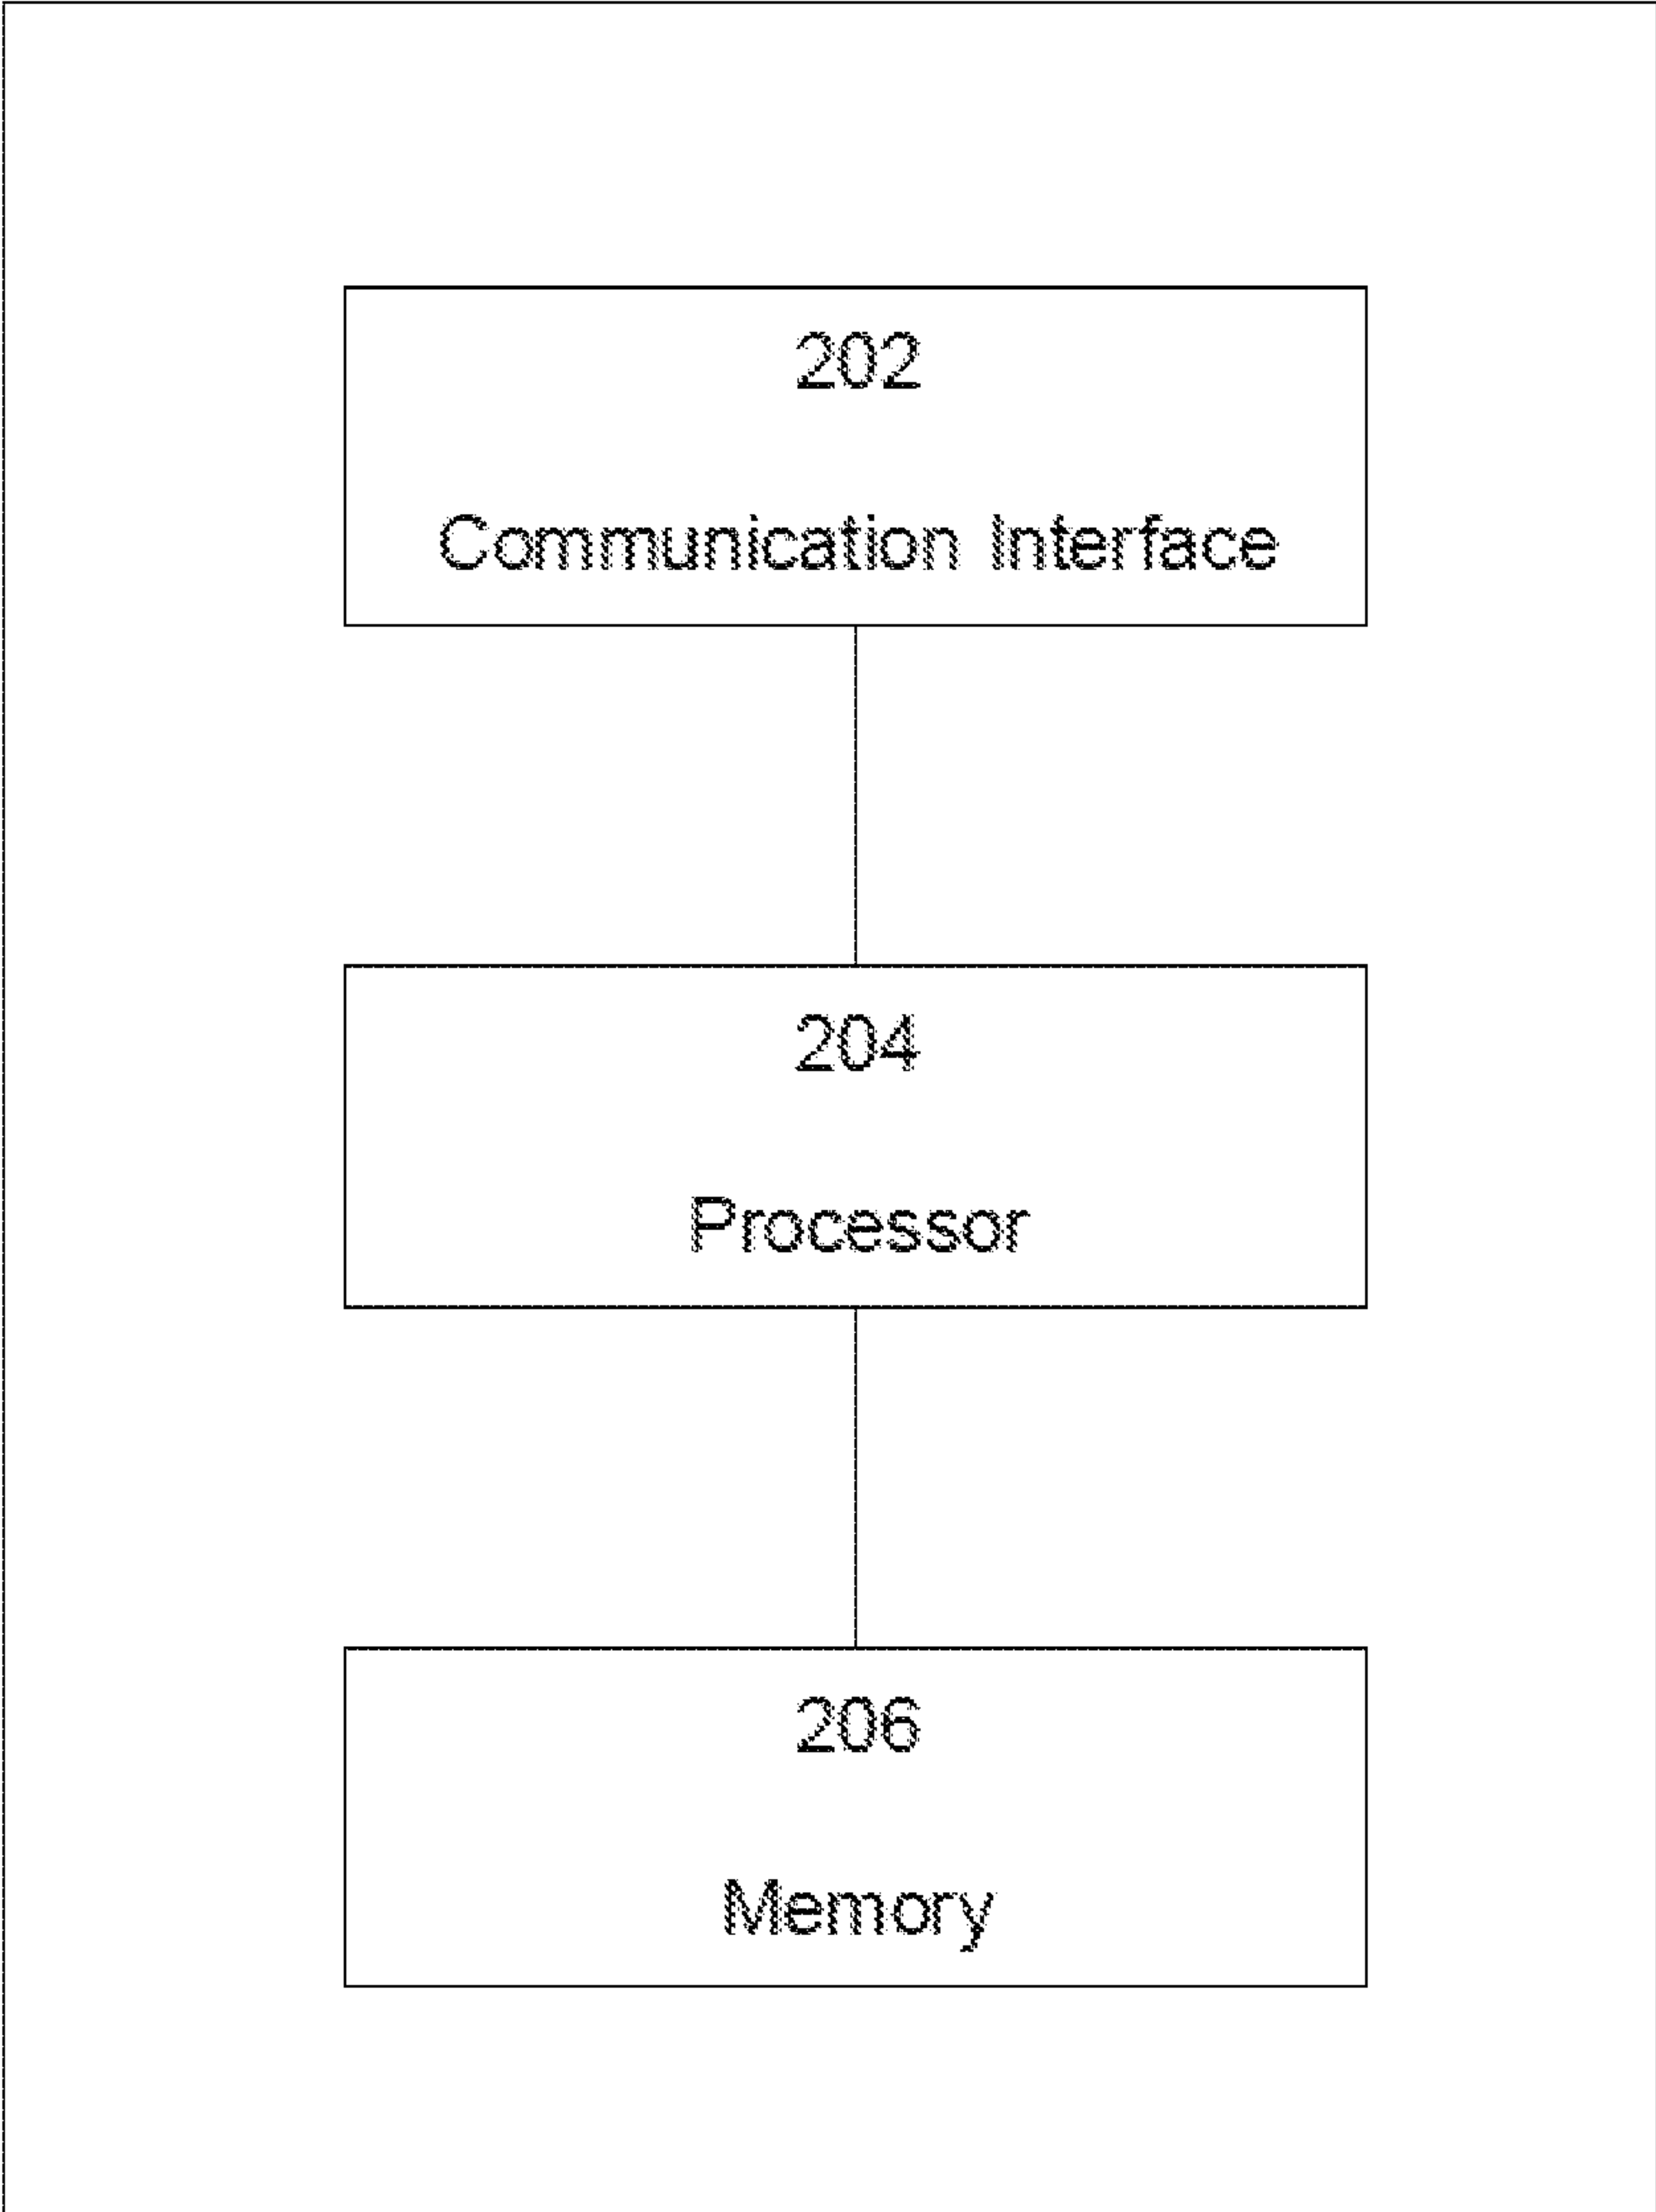 202
Communication Interface
204
Processor
206
Memory